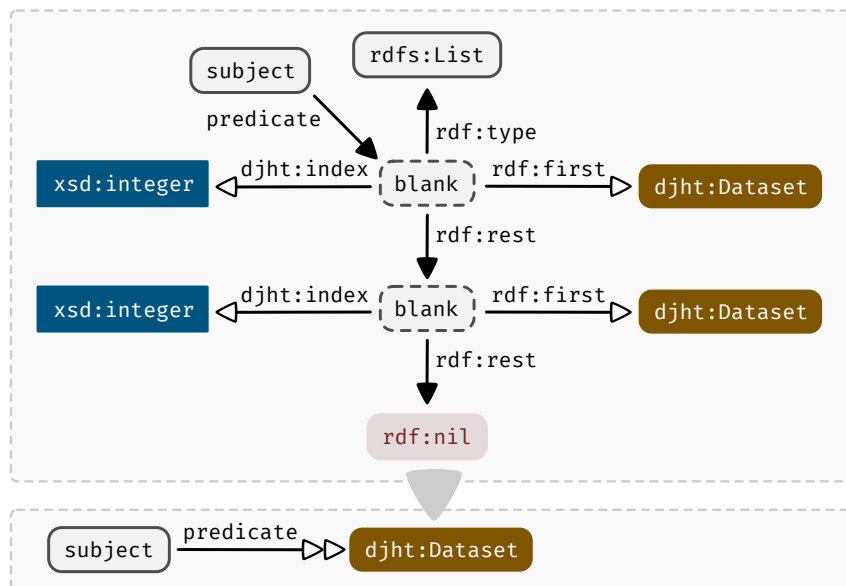 rdfs:List
subject
predicate
rdf:type
xsd:integer
djht:index
blank
rdf:first
djht:Dataset
rdf:rest
xsd:integer
djht:index
blank
rdf:first
djht:Dataset
rdf:rest
rdf:nil
subject
predicate
djht:Dataset